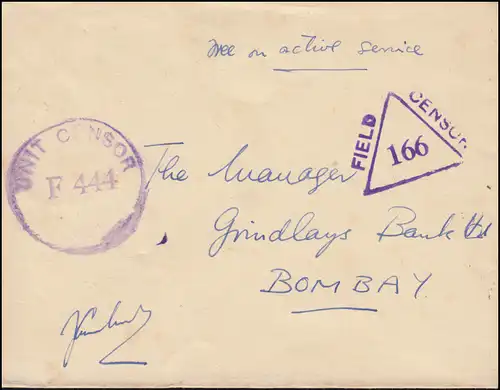 Free on active service
FIELD CENSOR
166
UNIT CENSOR
F 444
The Manager
Grindlays Bank Ltd
BOMBAY